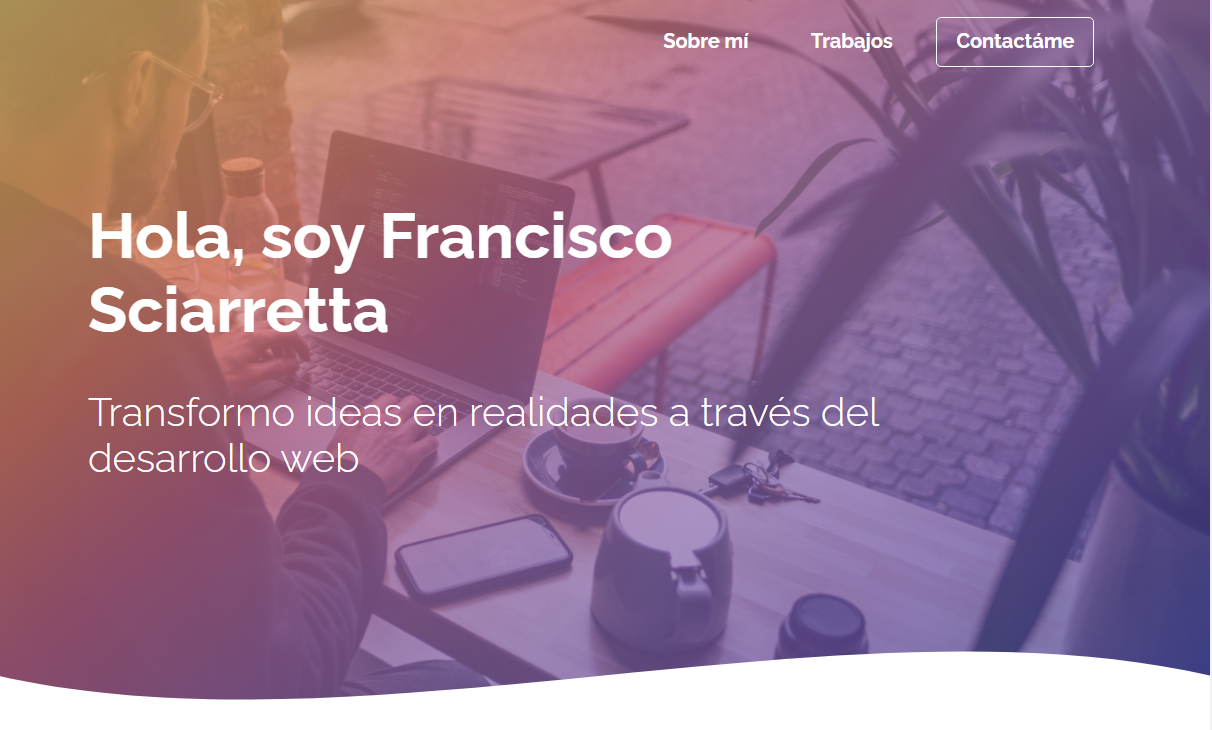 Sobre mí Trabajos Contactáme
Hola, soy Francisco
Sciarretta
Transformo ideas en realidades a través del
desarrollo web